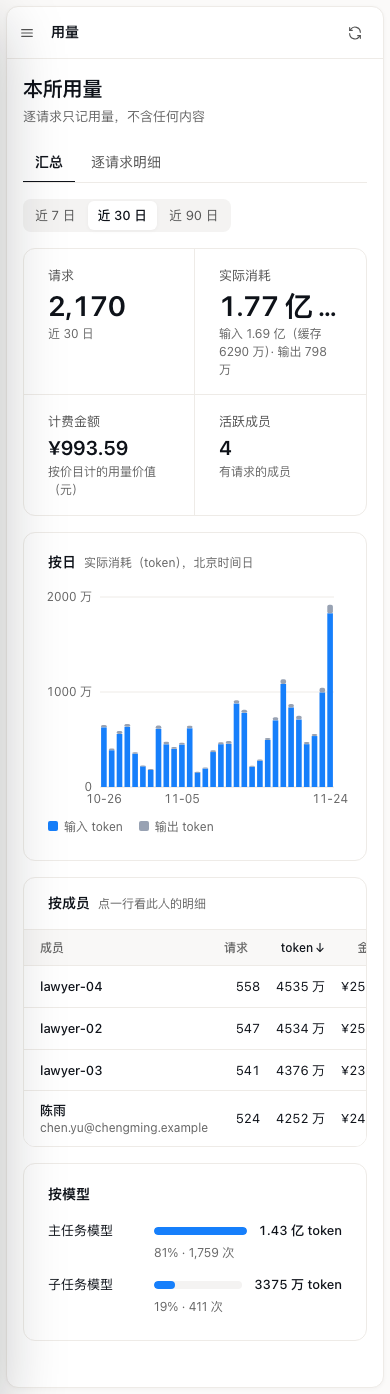 用量
本所用量
逐请求只记用量，不含任何内容
汇总 逐请求明细
近 7 日 近 30 日 近 90 日
请求
2,170
近 30 日
实际消耗
1.77 亿 ...
输入 1.69 亿（缓存
6290 万）· 输出 798
万
计费金额
¥993.59
按价目计的用量价值
（元）
活跃成员
4
有请求的成员
按日 实际消耗（token），北京时间日
2000 万
1000 万
0
10-26 11-05 11-24
输入 token 输出 token
按成员 点一行看此人的明细
成员 请求 token↓
lawyer-04 558 4535 万 ¥25
lawyer-02 547 4534 万 ¥25
lawyer-03 541 4376 万 ¥23
陈雨 524 4252 万 ¥24
chen.yu@chengming.example
按模型
主任务模型 1.43 亿 token
81% · 1,759 次
子任务模型 3375 万 token
19% · 411 次